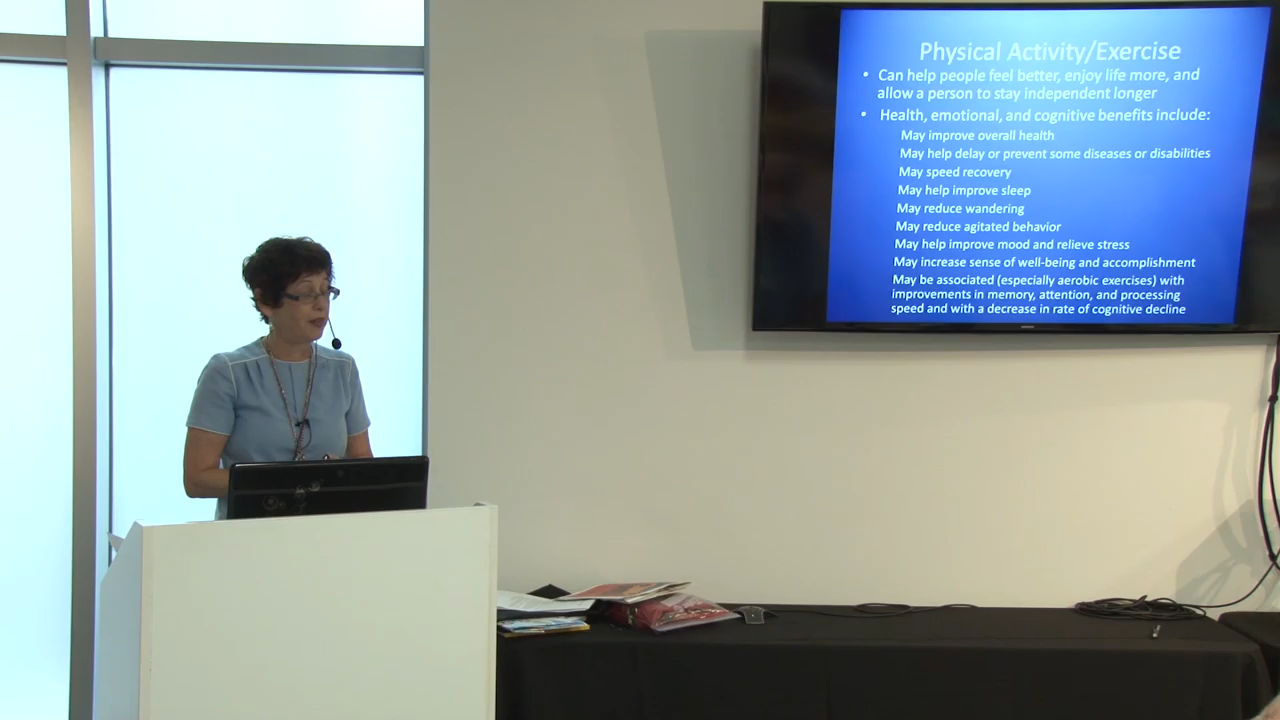 Physical Activity/Exercise
• Can help people feel better, enjoy life more, and
allow a person to stay independent longer
• Health, emotional, and cognitive benefits include:
May improve overall health
May help delay or prevent some diseases or disabilities
May speed recovery
May help improve sleep
May reduce wandering
May reduce agitated behavior
May help improve mood and relieve stress
May increase sense of well-being and accomplishment
May be associated (especially aerobic exercises) with
improvements in memory, attention, and processing
speed and with a decrease in rate of cognitive decline